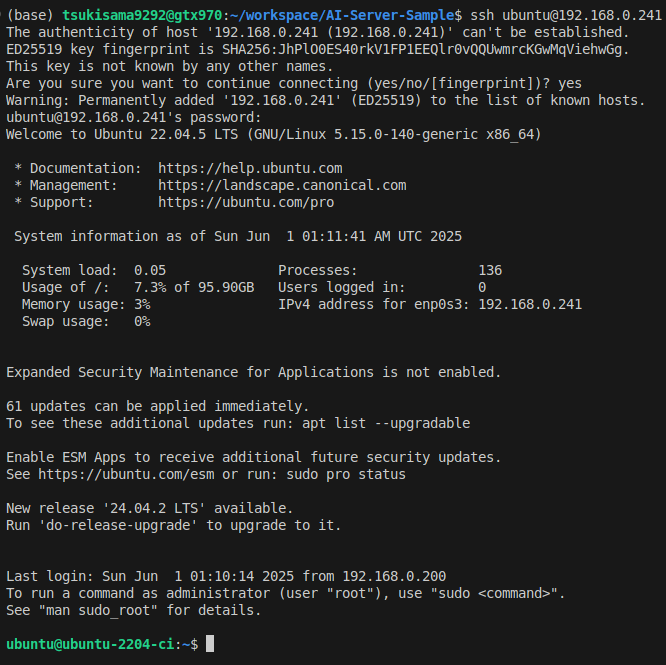 (base) tsukisama9292@gtx970:~/workspace/AI-Server-Sample$ ssh ubuntu@192.168.0.241
The authenticity of host '192.168.0.241 (192.168.0.241)' can't be established.
ED25519 key fingerprint is SHA256:JhPlO0ES40rkV1FP1EEQlr0vQQUwmrcKGwMqViehwGg.
This key is not known by any other names.
Are you sure you want to continue connecting (yes/no/[fingerprint])? yes
Warning: Permanently added '192.168.0.241' (ED25519) to the list of known hosts.
ubuntu@192.168.0.241's password:
Welcome to Ubuntu 22.04.5 LTS (GNU/Linux 5.15.0-140-generic x86_64)

 * Documentation:  https://help.ubuntu.com
 * Management:     https://landscape.canonical.com
 * Support:        https://ubuntu.com/pro

 System information as of Sun Jun  1 01:11:41 AM UTC 2025

  System load:  0.05              Processes:               136
  Usage of /:   7.3% of 95.90GB   Users logged in:         0
  Memory usage: 3%                IPv4 address for enp0s3: 192.168.0.241
  Swap usage:   0%

Expanded Security Maintenance for Applications is not enabled.

61 updates can be applied immediately.
To see these additional updates run: apt list --upgradable

Enable ESM Apps to receive additional future security updates.
See https://ubuntu.com/esm or run: sudo pro status

New release '24.04.2 LTS' available.
Run 'do-release-upgrade' to upgrade to it.

Last login: Sun Jun  1 01:10:14 2025 from 192.168.0.200
To run a command as administrator (user "root"), use "sudo <command>".
See "man sudo_root" for details.

ubuntu@ubuntu-2204-ci:~$